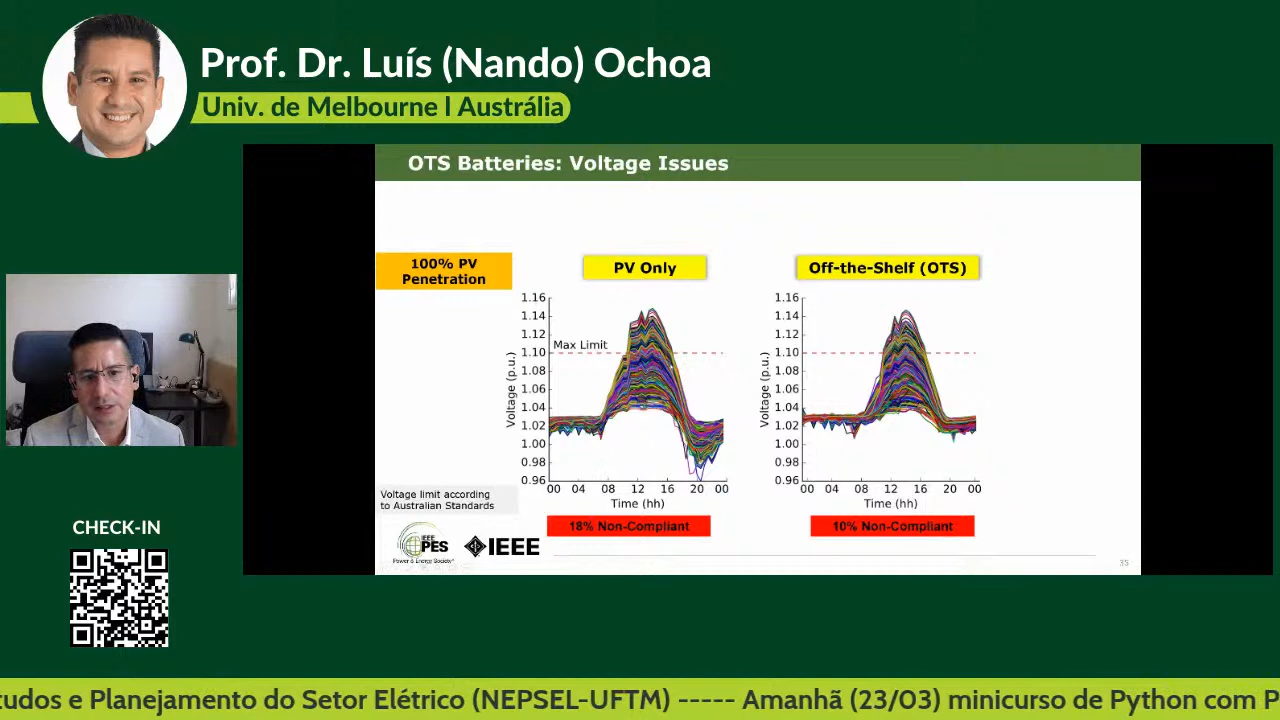 Prof. Dr. Luís (Nando) Ochoa
Univ. de Melbourne l Austrália
OTS Batteries: Voltage Issues
100% PV
Penetration
PV Only
Off-the-Shelf (OTS)
1.16
1.14
1.12
1.10
1.08
1.06
1.04
1.02
1.00
0.98
0.96
Max Limit
Voltage (p.u.)
00 04 08 12 16 20 00
Time (hh)
18% Non-Compliant
1.16
1.14
1.12
1.10
1.08
1.06
1.04
1.02
1.00
0.98
0.96
Voltage (p.u.)
00 04 08 12 16 20 00
Time (hh)
10% Non-Compliant
Voltage limit according
to Australian Standards
IEEE
PES
Power & Energy Society®
IEEE
35
CHECK-IN
tudos e Planejamento do Setor Elétrico (NEPSEL-UFTM) ----- Amanhã (23/03) minicurso de Python com P